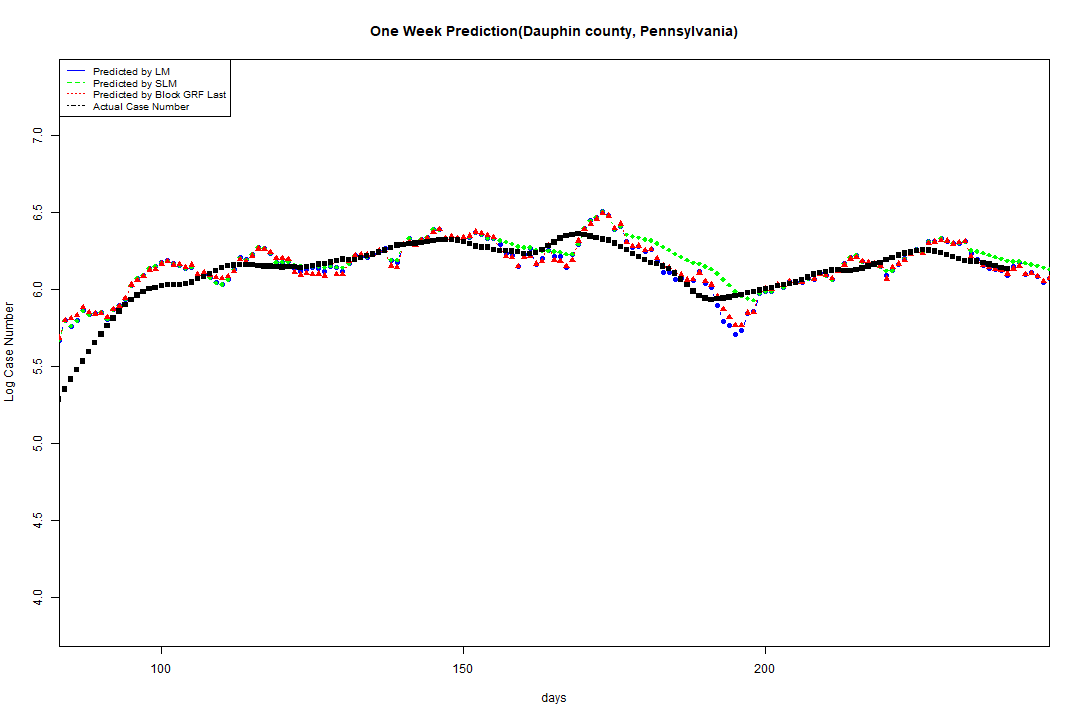 One Week Prediction(Dauphin county, Pennsylvania)
Predicted by LM
Predicted by SLM
Predicted by Block GRF Last
Actual Case Number
7.0
6.5
6.0
5.5
5.0
4.5
4.0
Log Case Number
100 150 200
days